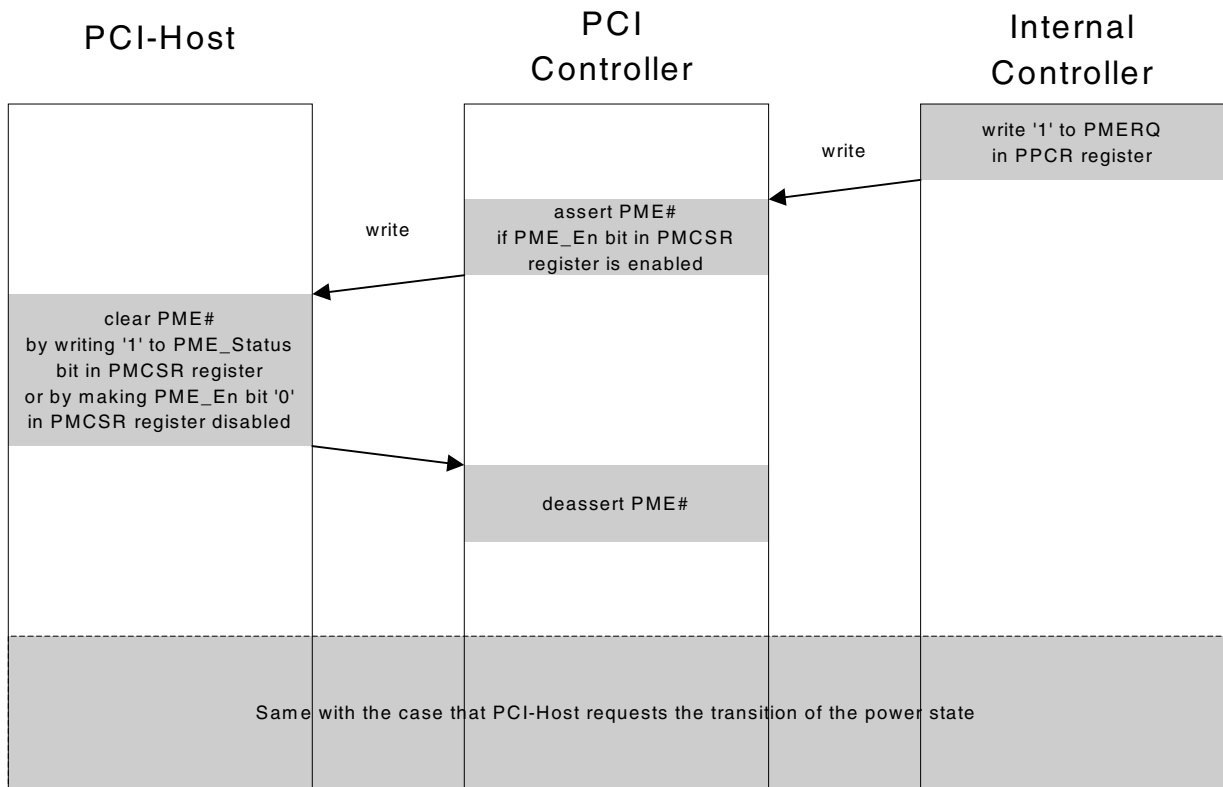 PCI-Host
PCI
Controller
Internal
Controller
write '1' to PMERQ
in PPCR register
write
assert PME#
if PME_En bit in PMCSR
register is enabled
write
clear PME#
by writing '1' to PME_Status
bit in PMCSR register
or by making PME_En bit '0'
in PMCSR register disabled
deassert PME#
Same with the case that PCI-Host requests the transition of the power state